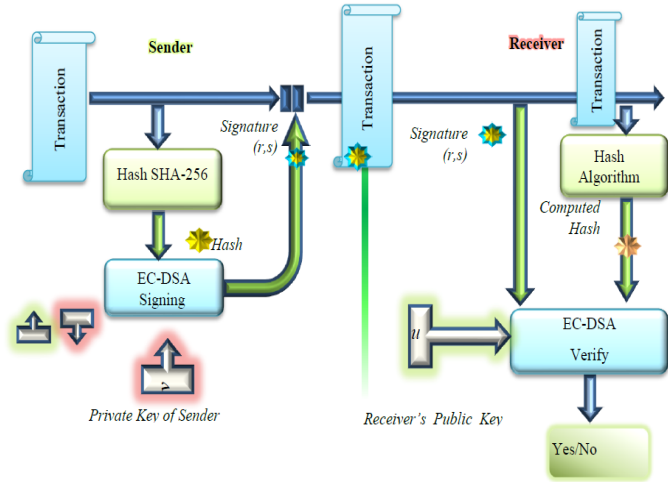 Sender
Receiver
Transaction
Transaction
Transaction
Signature
(r,s)
Signature
(r,s)
Hash SHA-256
Hash
Algorithm
Hash
Computed
Hash
EC-DSA
Signing
EC-DSA
Verify
u
v
Private Key of Sender
Receiver's Public Key
Yes/No